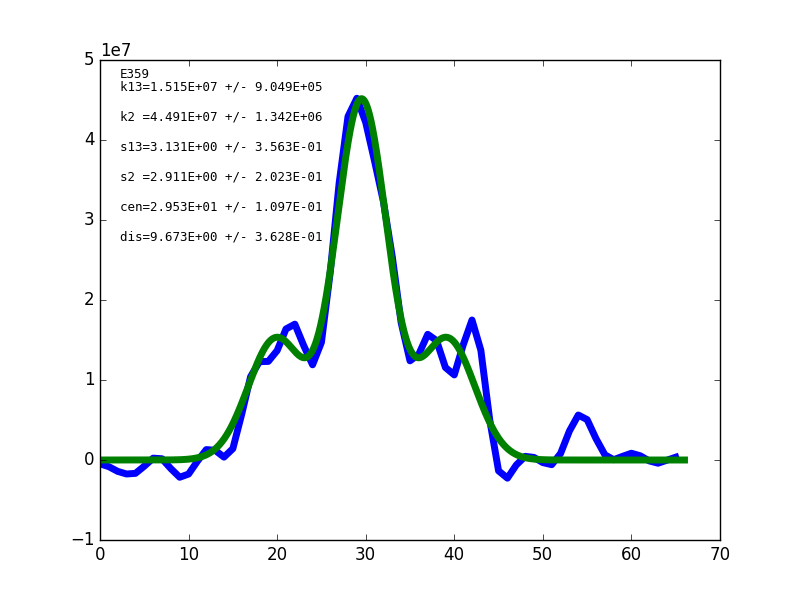 1e7
E359
k13=1.515E+07 +/- 9.049E+05
k2 =4.491E+07 +/- 1.342E+06
s13=3.131E+00 +/- 3.563E-01
s2 =2.911E+00 +/- 2.023E-01
cen=2.953E+01 +/- 1.097E-01
dis=9.673E+00 +/- 3.628E-01
5
4
3
2
1
0
−1
0 10 20 30 40 50 60 70